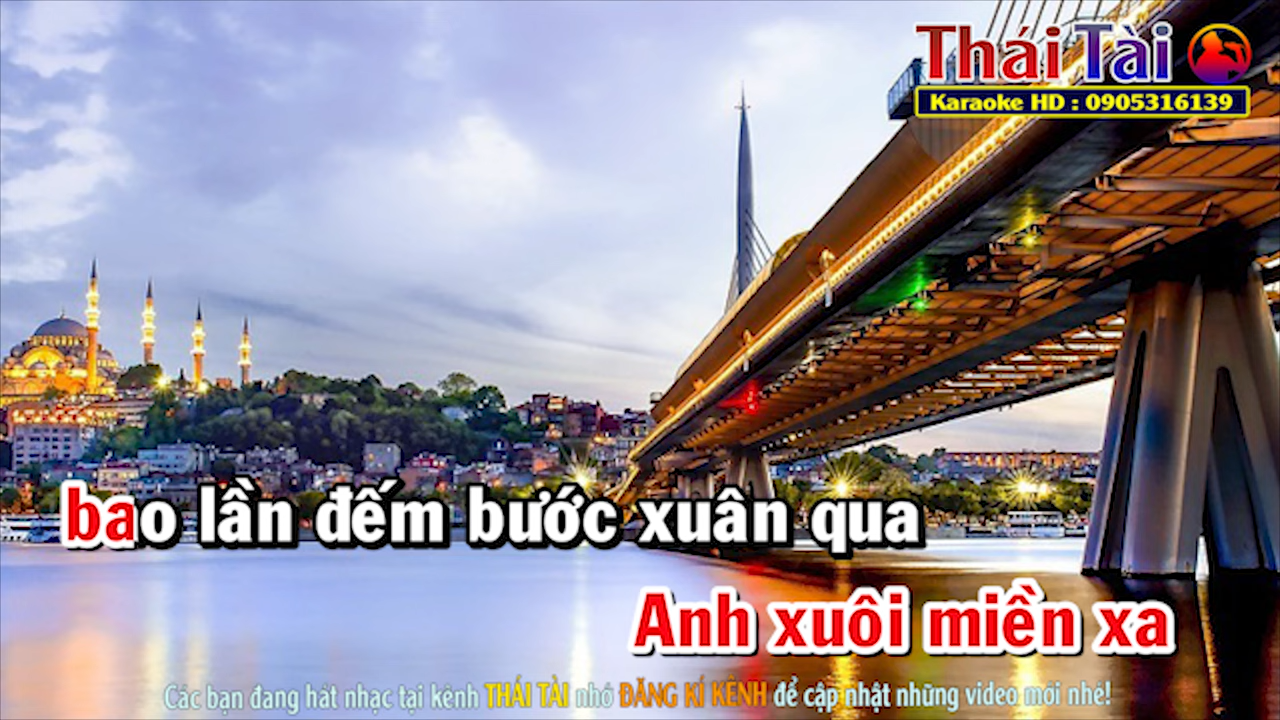 Thái Tài
Karaoke HD : 0905316139
bao lần đếm bước xuân qua
Anh xuôi miền xa
Các bạn đang hát nhạc tại kênh THÁI TÀI nhớ ĐĂNG KÍ KÊNH để cập nhật những video mới nhé!